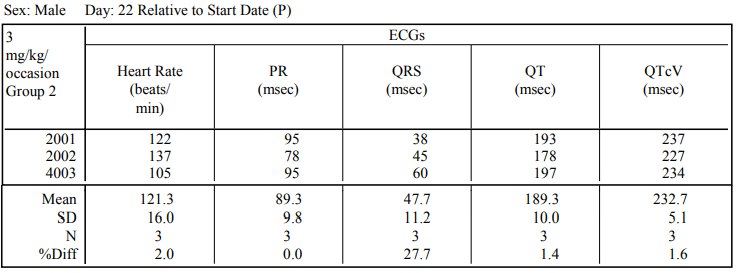 Sex: Male Day: 22 Relative to Start Date (P)
3 mg/kg/ occasion Group 2
ECGs
Heart Rate (beats/ min) PR (msec) QRS (msec) QT (msec) QTcV (msec)
2001 122 95 38 193 237
2002 137 78 45 178 227
4003 105 95 60 197 234
Mean 121.3 89.3 47.7 189.3 232.7
SD 16.0 9.8 11.2 10.0 5.1
N 3 3 3 3 3
%Diff 2.0 0.0 27.7 1.4 1.6